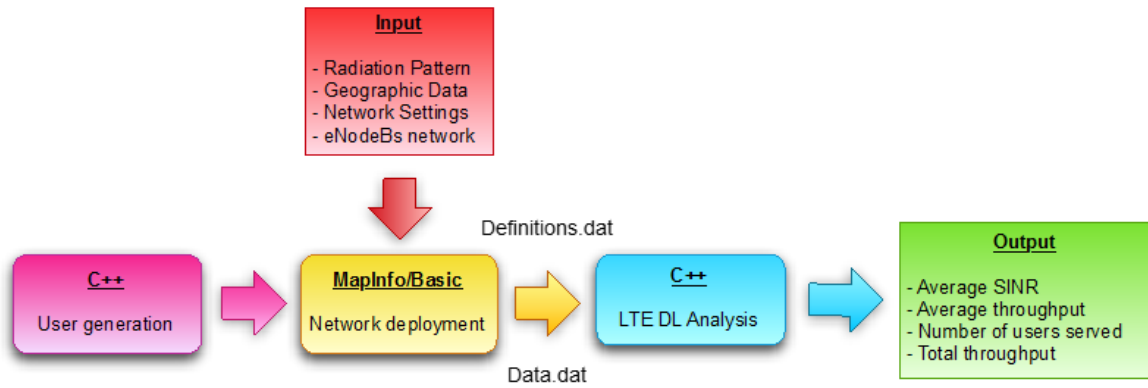 Input
- Radiation Pattern
- Geographic Data
- Network Settings
- eNodeBs network
C++
User generation
MapInfo/Basic
Network deployment
Definitions.dat
Data.dat
C++
LTE DL Analysis
Output
- Average SINR
- Average throughput
- Number of users served
- Total throughput